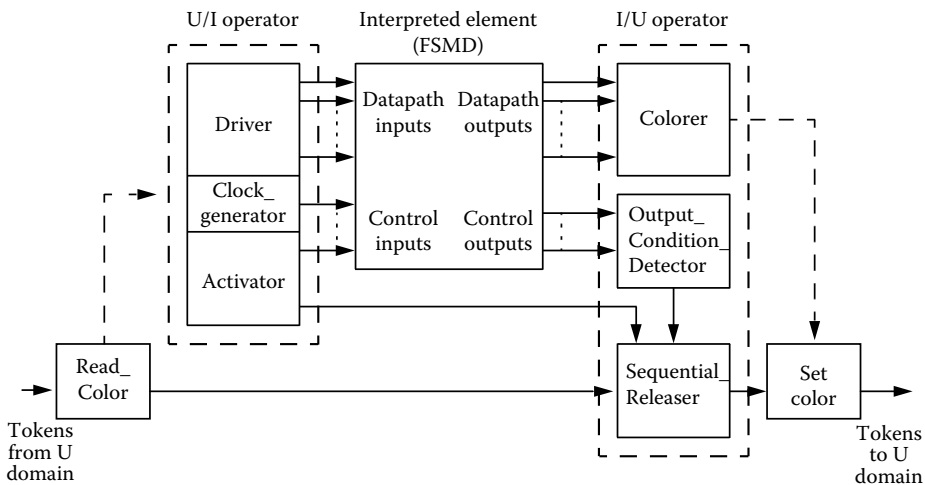 U/I operator
Interpreted element
(FSMD)
I/U operator
Driver
Datapath
inputs
Datapath
outputs
Colorer
Clock_
generator
Control
inputs
Control
outputs
Output_
Condition_
Detector
Activator
Read_
Color
Sequential_
Releaser
Set
color
Tokens
from U
domain
Tokens
to U
domain